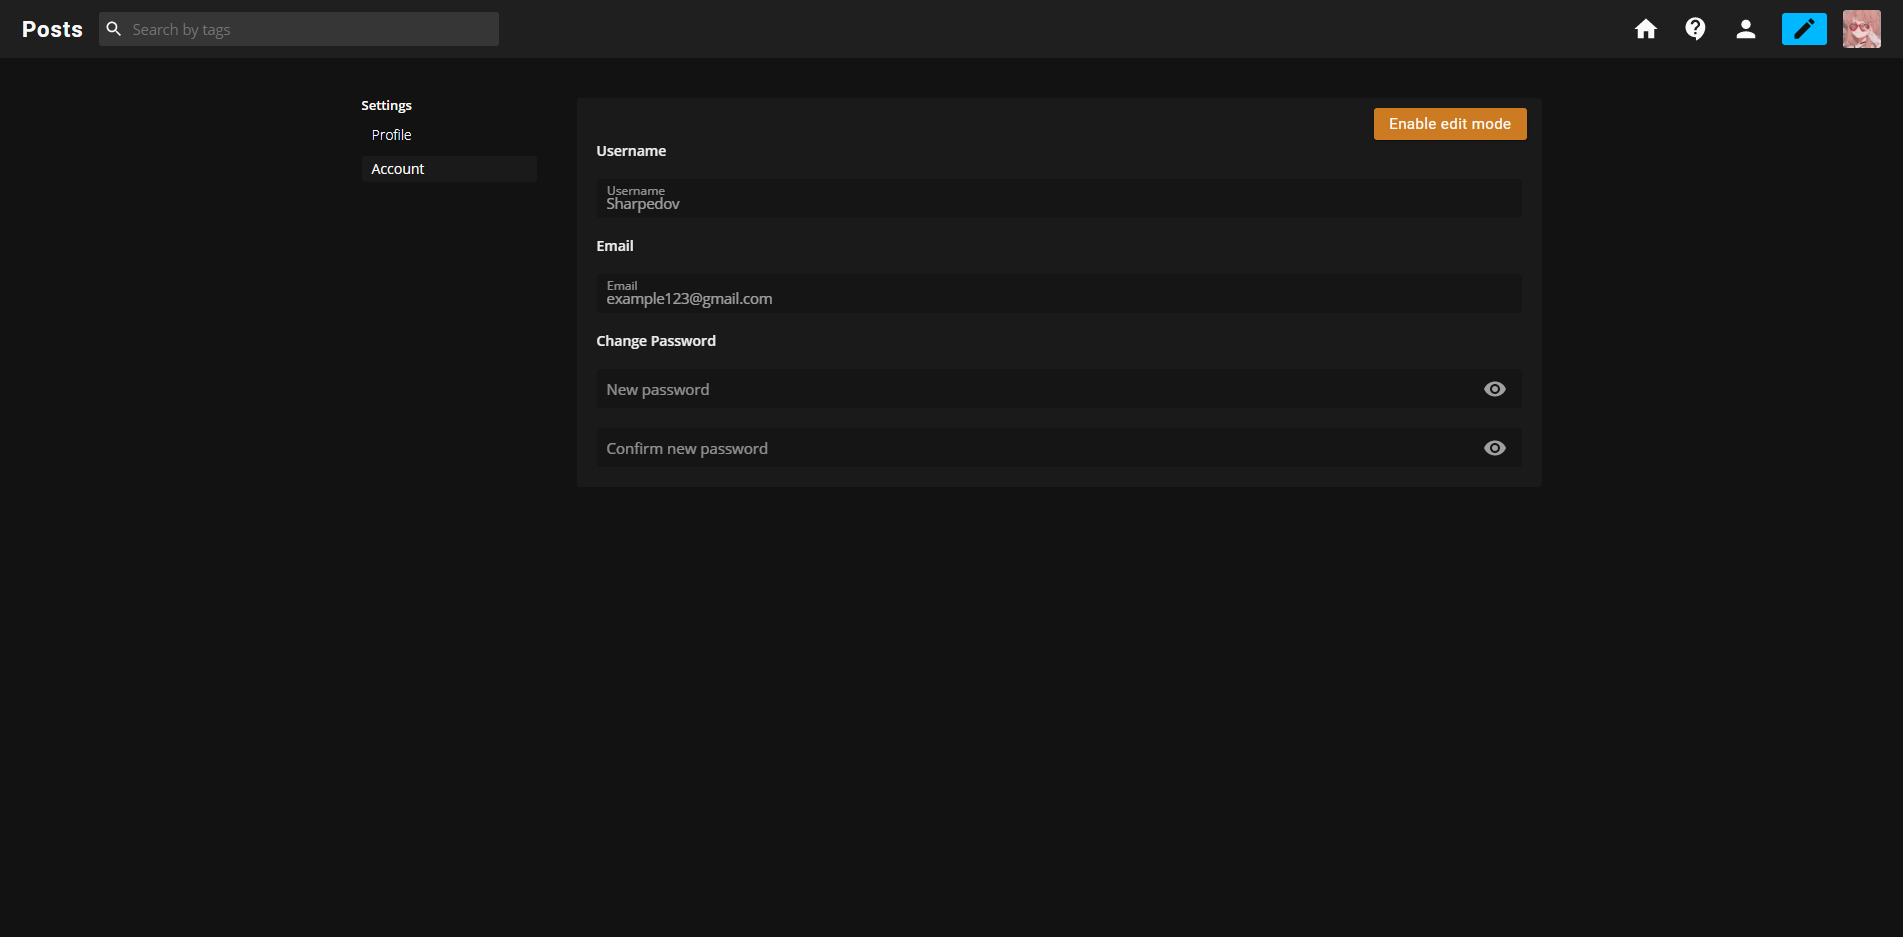 Posts
Search by tags
Settings
Profile
Account
Enable edit mode
Username
Username
Sharpedov
Email
Email
example123@gmail.com
Change Password
New password
Confirm new password